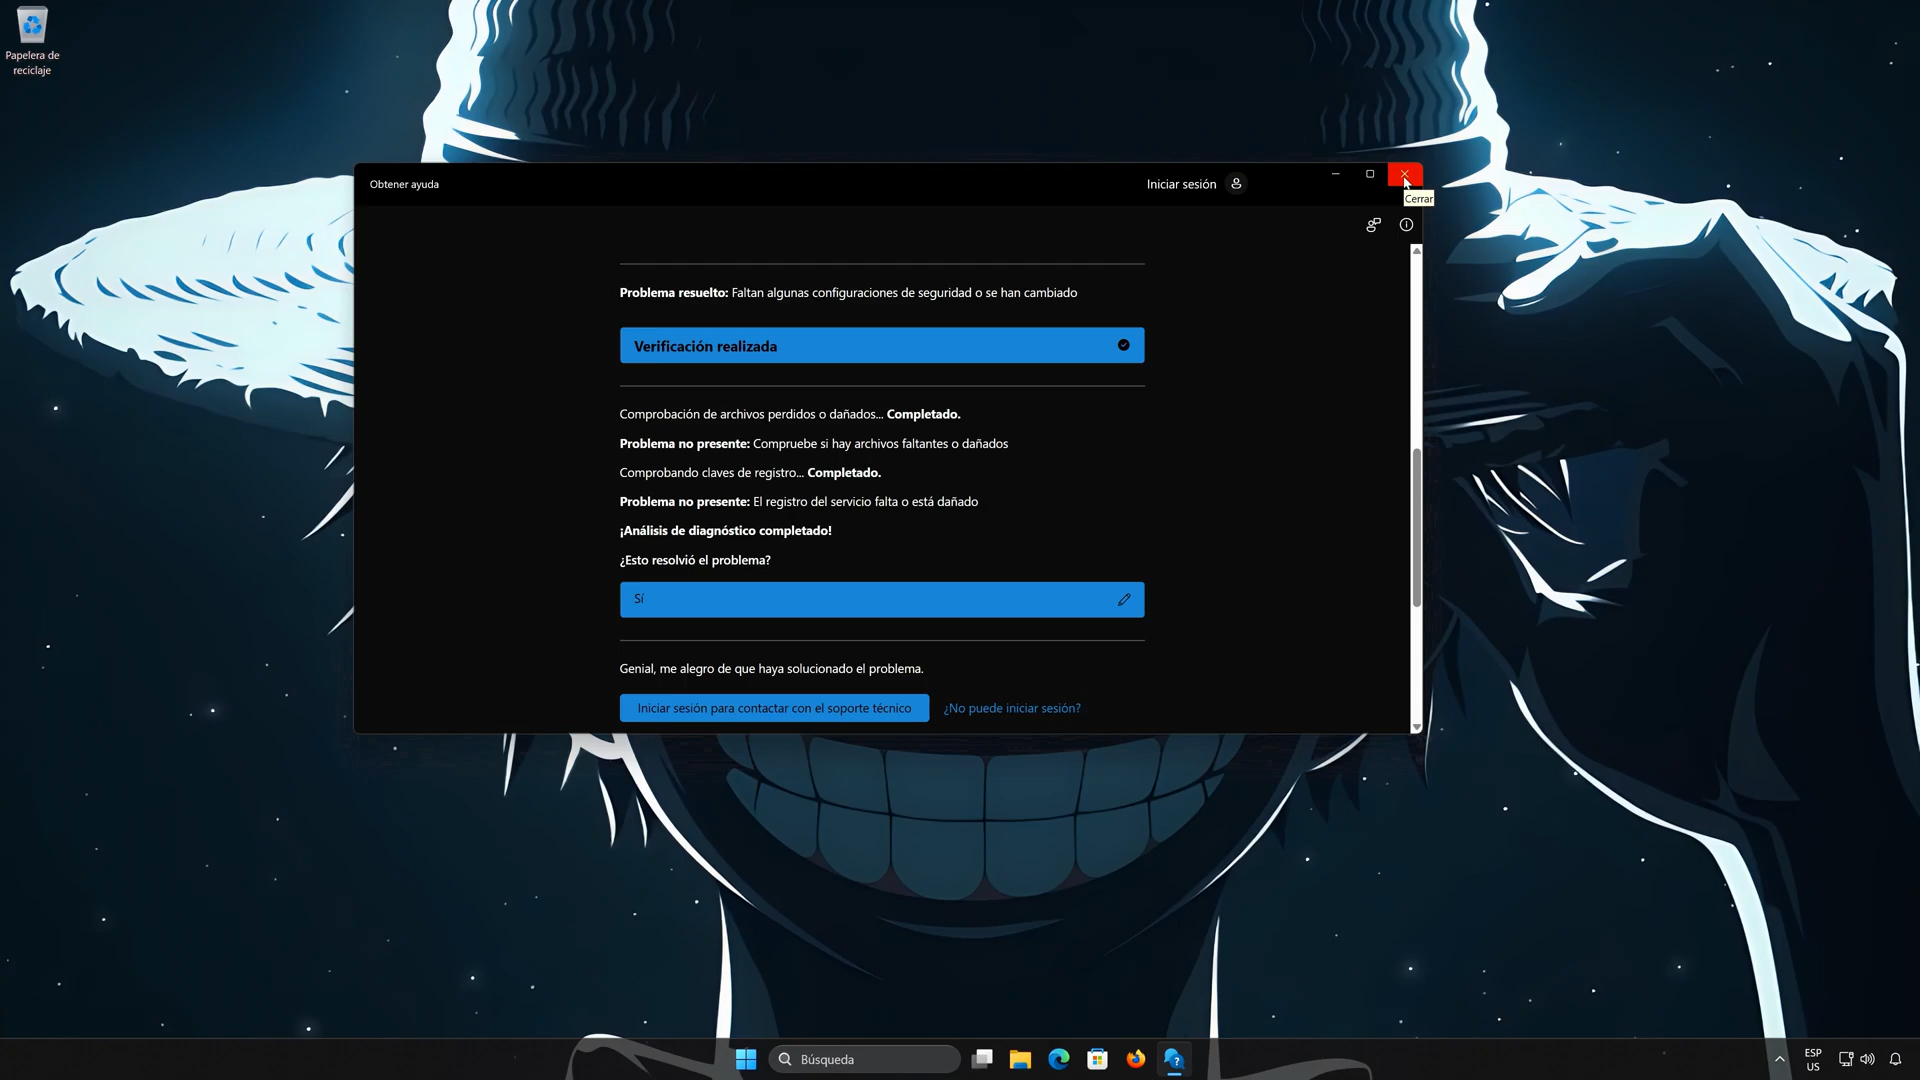 Papelera de
reciclaje
Obtener ayuda
Iniciar sesión
Cerrar
Problema resuelto: Faltan algunas configuraciones de seguridad o se han cambiado
Verificación realizada
Comprobación de archivos perdidos o dañados... Completado.
Problema no presente: Compruebe si hay archivos faltantes o dañados
Comprobando claves de registro... Completado.
Problema no presente: El registro del servicio falta o está dañado
¡Análisis de diagnóstico completado!
¿Esto resolvió el problema?
Sí
Genial, me alegro de que haya solucionado el problema.
Iniciar sesión para contactar con el soporte técnico
¿No puede iniciar sesión?
Búsqueda
ESP
US